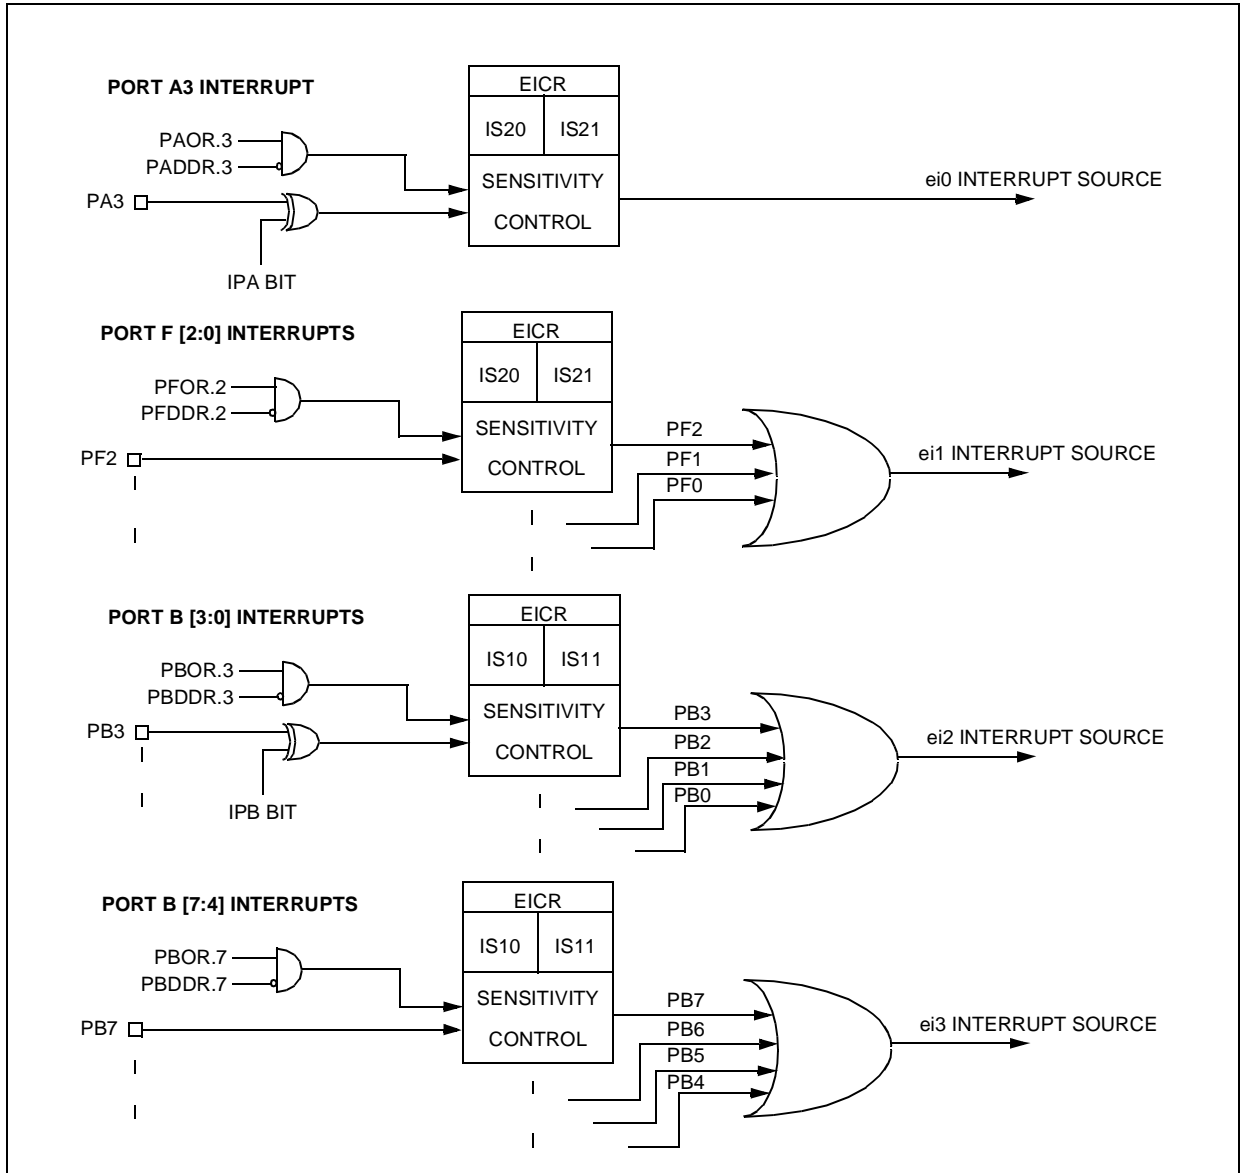 PORT A3 INTERRUPT
EICR
IS20 IS21
PAOR.3
PADDR.3
SENSITIVITY
CONTROL
PA3
IPA BIT
ei0 INTERRUPT SOURCE
PORT F [2:0] INTERRUPTS
EICR
IS20 IS21
PFOR.2
PFDDR.2
SENSITIVITY
CONTROL
PF2
PF2
PF1
PF0
ei1 INTERRUPT SOURCE
PORT B [3:0] INTERRUPTS
EICR
IS10 IS11
PBOR.3
PBDDR.3
SENSITIVITY
CONTROL
PB3
IPB BIT
PB3
PB2
PB1
PB0
ei2 INTERRUPT SOURCE
PORT B [7:4] INTERRUPTS
EICR
IS10 IS11
PBOR.7
PBDDR.7
SENSITIVITY
CONTROL
PB7
PB7
PB6
PB5
PB4
ei3 INTERRUPT SOURCE